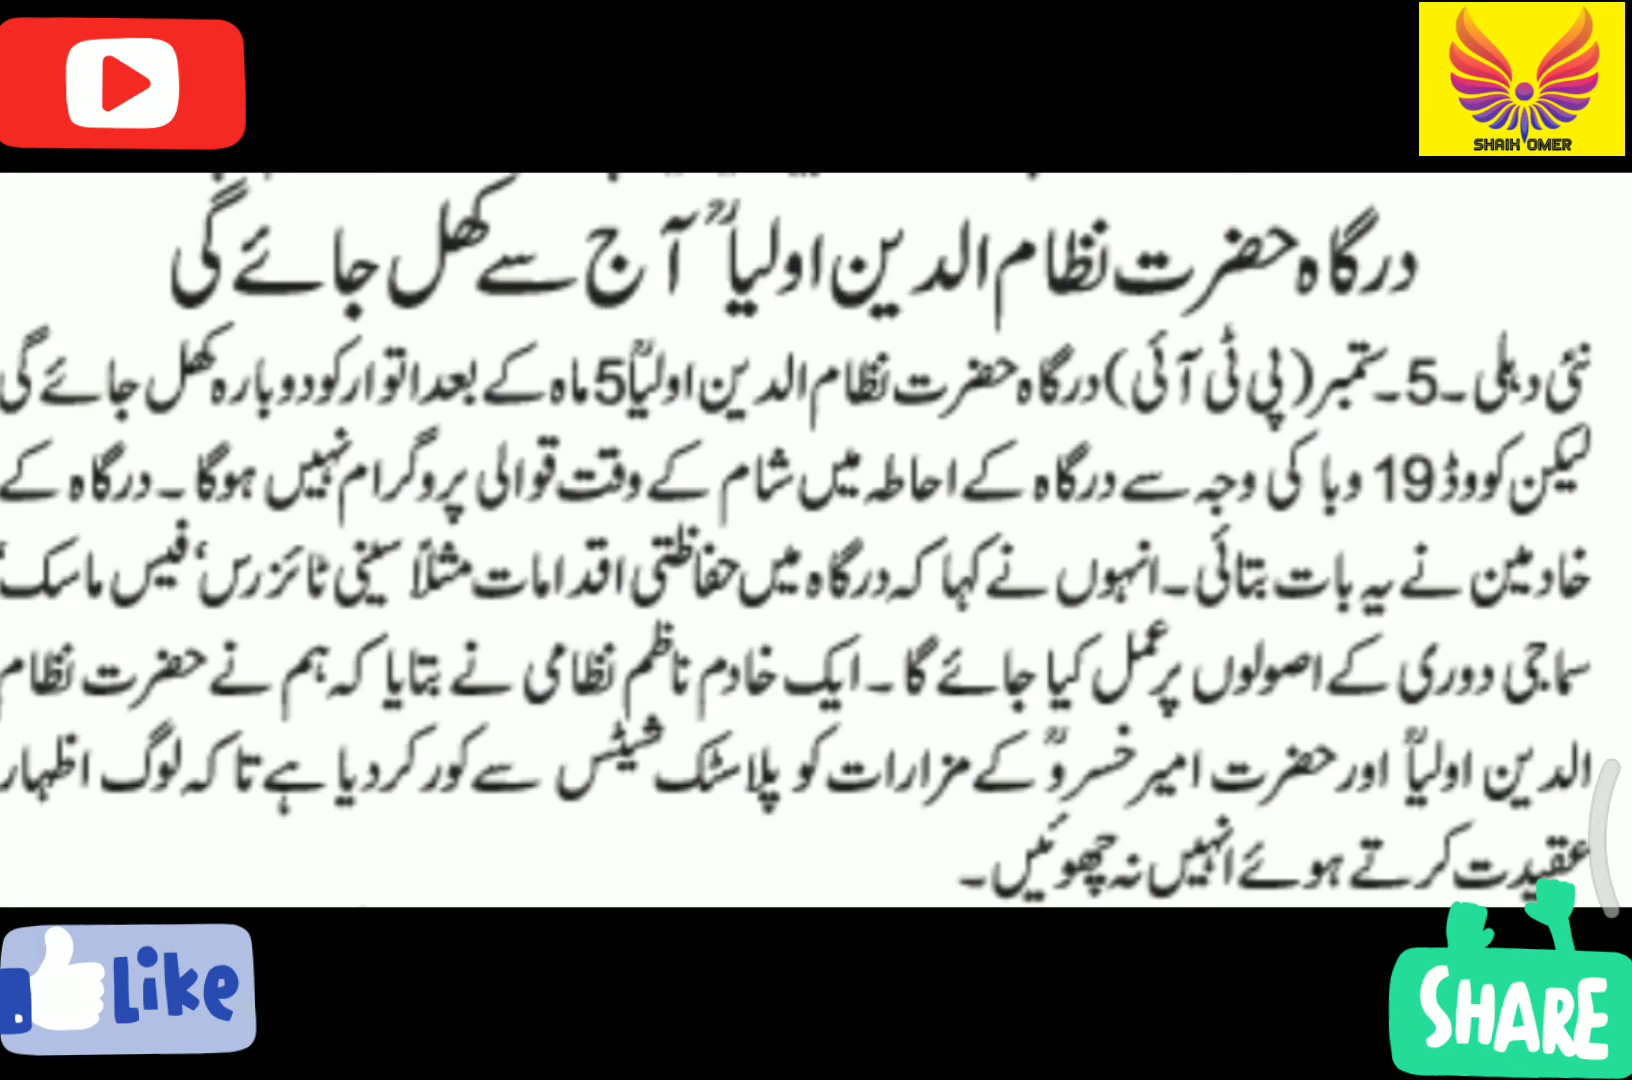 SHAIK OMER
درگاہ حضرت نظام الدین اولیاؒ آج سے کھل جائے گی
نئی دہلی۔5۔ستمبر(پی ٹی آئی)درگاہ حضرت نظام الدین اولیاؒ5ماہ کے بعد اتوار کو دوبارہ کھل جائے گی
لیکن کووڈ19 وبا کی وجہ سے درگاہ کے احاطہ میں شام کے وقت قوالی پروگرام نہیں ہوگا۔درگاہ کے
خادمین نے یہ بات بتائی۔انہوں نے کہا کہ درگاہ میں حفاظتی اقدامات مثلاً سینی ٹائزرس، فیس ماسک،
سماجی دوری کے اصولوں پر عمل کیا جائے گا۔ایک خادم ناظم نظامی نے بتایا کہ ہم نے حضرت نظام
الدین اولیاؒ اور حضرت امیر خسروؒ کے مزارات کو پلاسٹک شیٹس سے کور کردیا ہے تا کہ لوگ اظہار
عقیدت کرتے ہوئے انہیں نہ چھوئیں۔
Like
SHARE